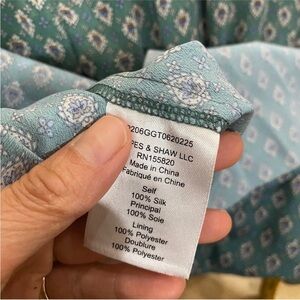 206GGT0620225
PES & SHAW LLC
RN155820
Made in China
Fabriqué en Chine
Self
100% Silk
Principal
100% Soie
Lining
100% Polyester
Doublure
100% Polyester